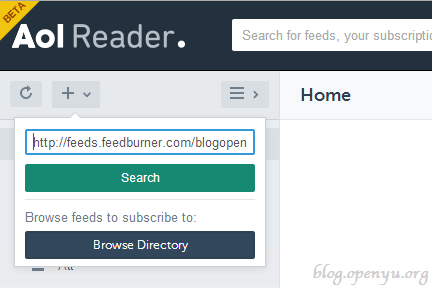 BETA
Aol Reader.
Search for feeds, your subscriptio
Home
http://feeds.feedburner.com/blogopen
Search
Browse feeds to subscribe to:
Browse Directory
All
blog.openyu.org